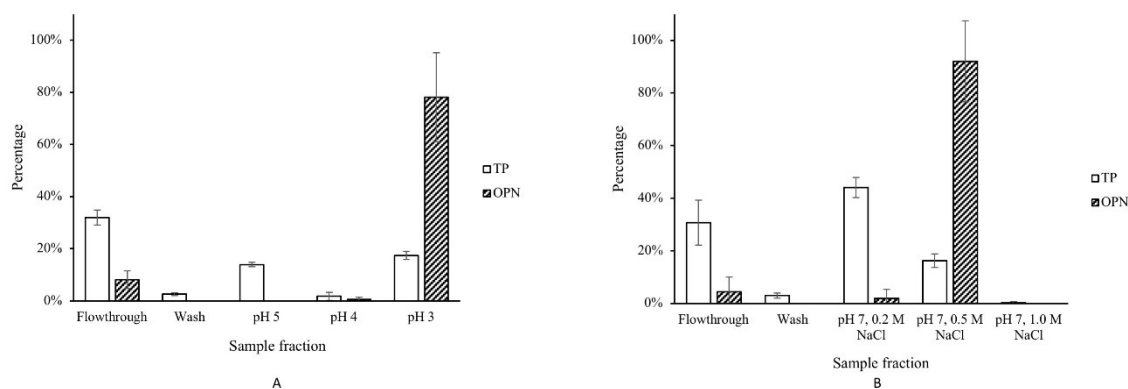 100%
80%
60%
40%
20%
0%
Percentage
Flowthrough
Wash
pH 5
pH 4
pH 3
Sample fraction
TP
OPN
A
100%
80%
60%
40%
20%
0%
Percentage
Flowthrough
Wash
pH 7, 0.2 M
NaCl
pH 7, 0.5 M
NaCl
pH 7, 1.0 M
NaCl
Sample fraction
TP
OPN
B